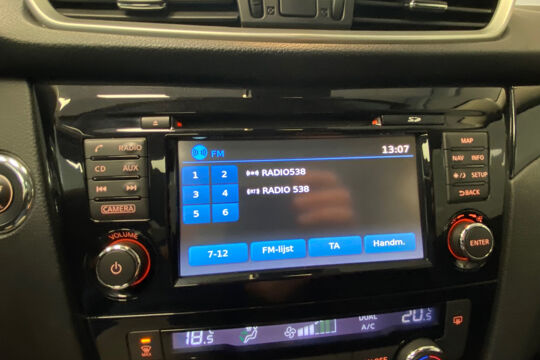 FM 13:07
1 2 RADIO538
3 4 RADIO 538
5 6
7-12 FM-lijst TA Handm.
RADIO
CD AUX
CAMERA
VOLUME
MAP
NAV INFO
SETUP
BACK
ENTER
18.5 DUAL 20.5
A/C